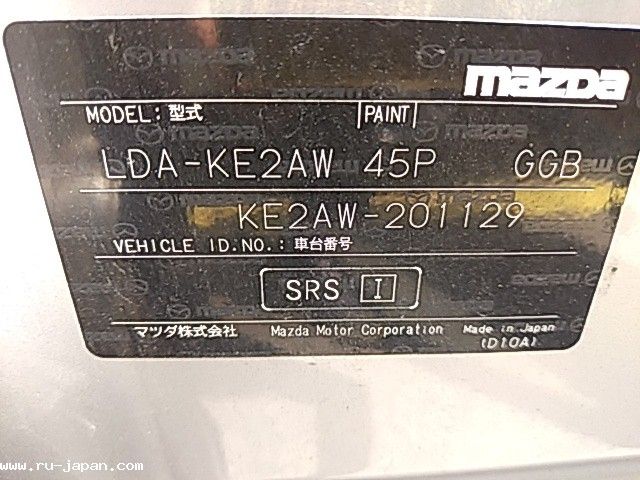 mazda
MODEL: 型式 |PAINT|
LDA-KE2AW 45P GGB
KE2AW-201129
VEHICLE ID.NO.: 車台番号
SRS I
マツダ株式会社 Mazda Motor Corporation Made in Japan
(D10A)
www.ru-japan.com